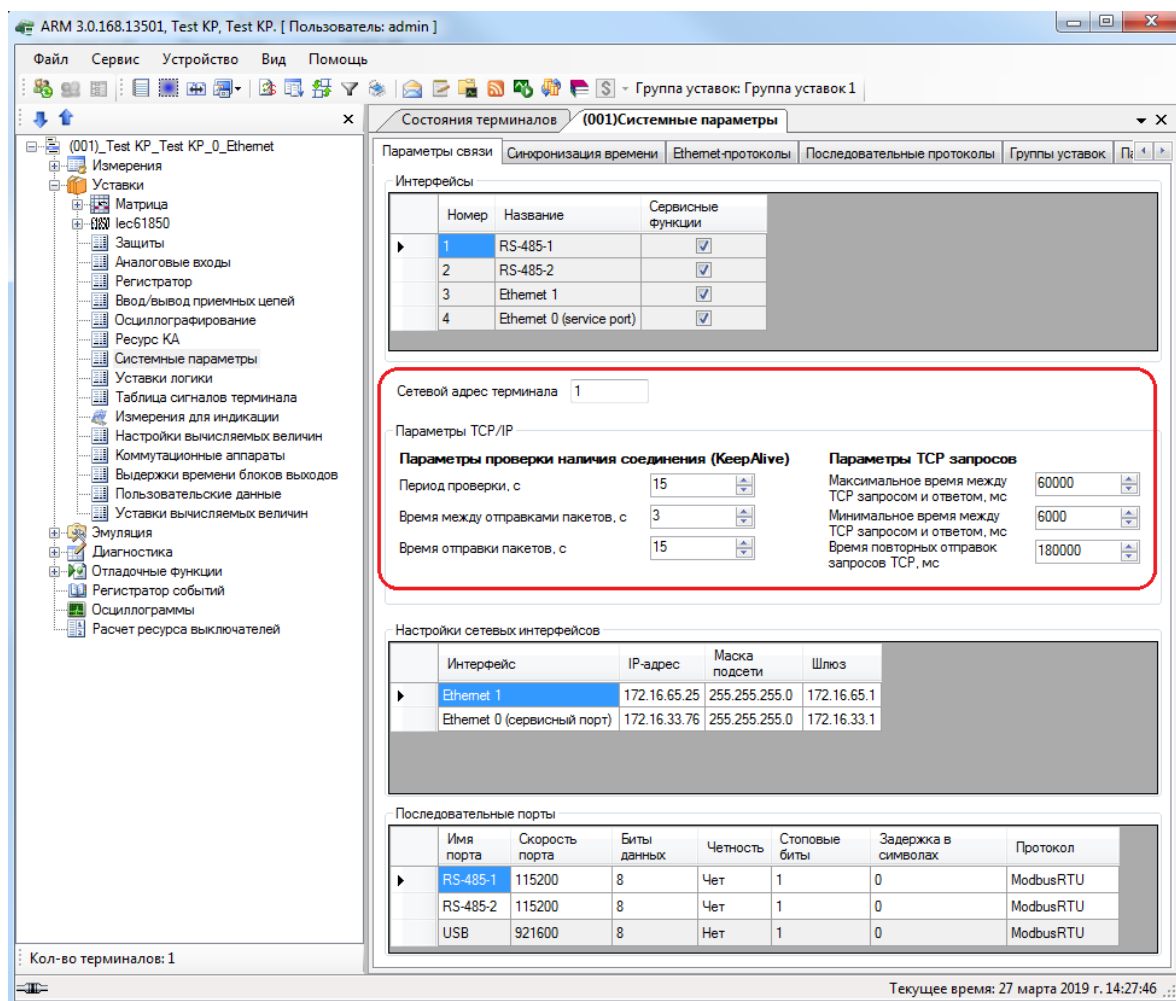 ARM 3.0.168.13501, Test KP, Test KP. [ Пользователь: admin ]
Файл Сервис Устройство Вид Помощь
Группа уставок: Группа уставок 1
(001)_Test KP_Test KP_0_Ethernet
Измерения
Уставки
Матрица
Iec61850
Защиты
Аналоговые входы
Регистратор
Ввод/вывод приемных цепей
Осциллографирование
Ресурс КА
Системные параметры
Уставки логики
Таблица сигналов терминала
Измерения для индикации
Настройки вычисляемых величин
Коммутационные аппараты
Выдержки времени блоков выходов
Пользовательские данные
Уставки вычисляемых величин
Эмуляция
Диагностика
Отладочные функции
Регистратор событий
Осциллограммы
Расчет ресурса выключателей
Кол-во терминалов: 1
Состояния терминалов (001)Системные параметры
Параметры связи Синхронизация времени Ethernet-протоколы Последовательные протоколы Группы уставок
Интерфейсы
Номер Название Сервисные функции
1 RS-485-1
2 RS-485-2
3 Ethernet 1
4 Ethernet 0 (service port)
Сетевой адрес терминала 1
Параметры TCP/IP
Параметры проверки наличия соединения (KeepAlive)
Период проверки, с 15
Время между отправками пакетов, с 3
Время отправки пакетов, с 15
Параметры TCP запросов
Максимальное время между TCP запросом и ответом, мс 60000
Минимальное время между TCP запросом и ответом, мс 6000
Время повторных отправок запросов TCP, мс 180000
Настройки сетевых интерфейсов
Интерфейс IP-адрес Маска подсети Шлюз
Ethernet 1 172.16.65.25 255.255.255.0 172.16.65.1
Ethernet 0 (сервисный порт) 172.16.33.76 255.255.255.0 172.16.33.1
Последовательные порты
Имя порта Скорость порта Биты данных Четность Стоповые биты Задержка в символах Протокол
RS-485-1 115200 8 Чет 1 0 ModbusRTU
RS-485-2 115200 8 Чет 1 0 ModbusRTU
USB 921600 8 Нет 1 0 ModbusRTU
Текущее время: 27 марта 2019 г. 14:27:46